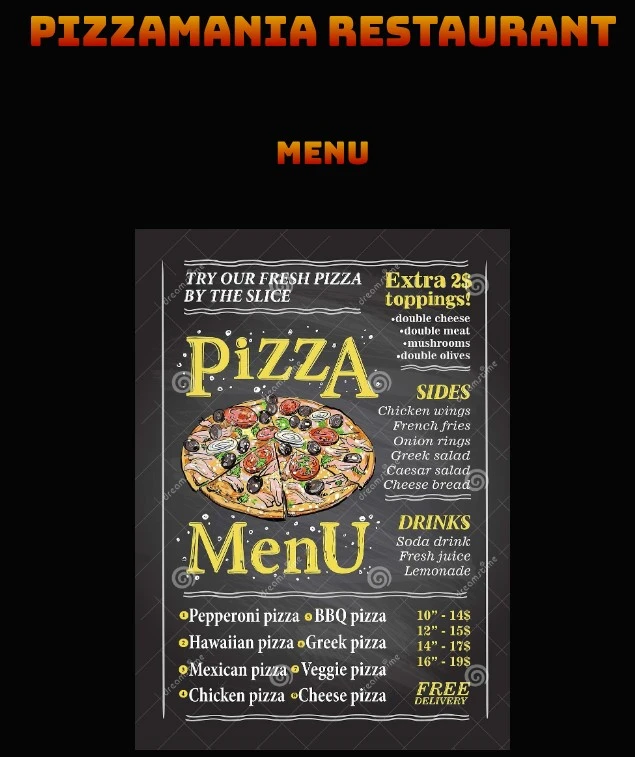 PIZZAMANIA RESTAURANT
MENU
TRY OUR FRESH PIZZA
BY THE SLICE
Extra 2$
toppings!
•double cheese
•double meat
•mushrooms
•double olives
PiZZA
MenU
SIDES
Chicken wings
French fries
Onion rings
Greek salad
Caesar salad
Cheese bread
DRINKS
Soda drink
Fresh juice
Lemonade
Pepperoni pizza
Hawaiian pizza
Mexican pizza
Chicken pizza
BBQ pizza
Greek pizza
Veggie pizza
Cheese pizza
10” - 14$
12” - 15$
14” - 17$
16” - 19$
FREE
DELIVERY